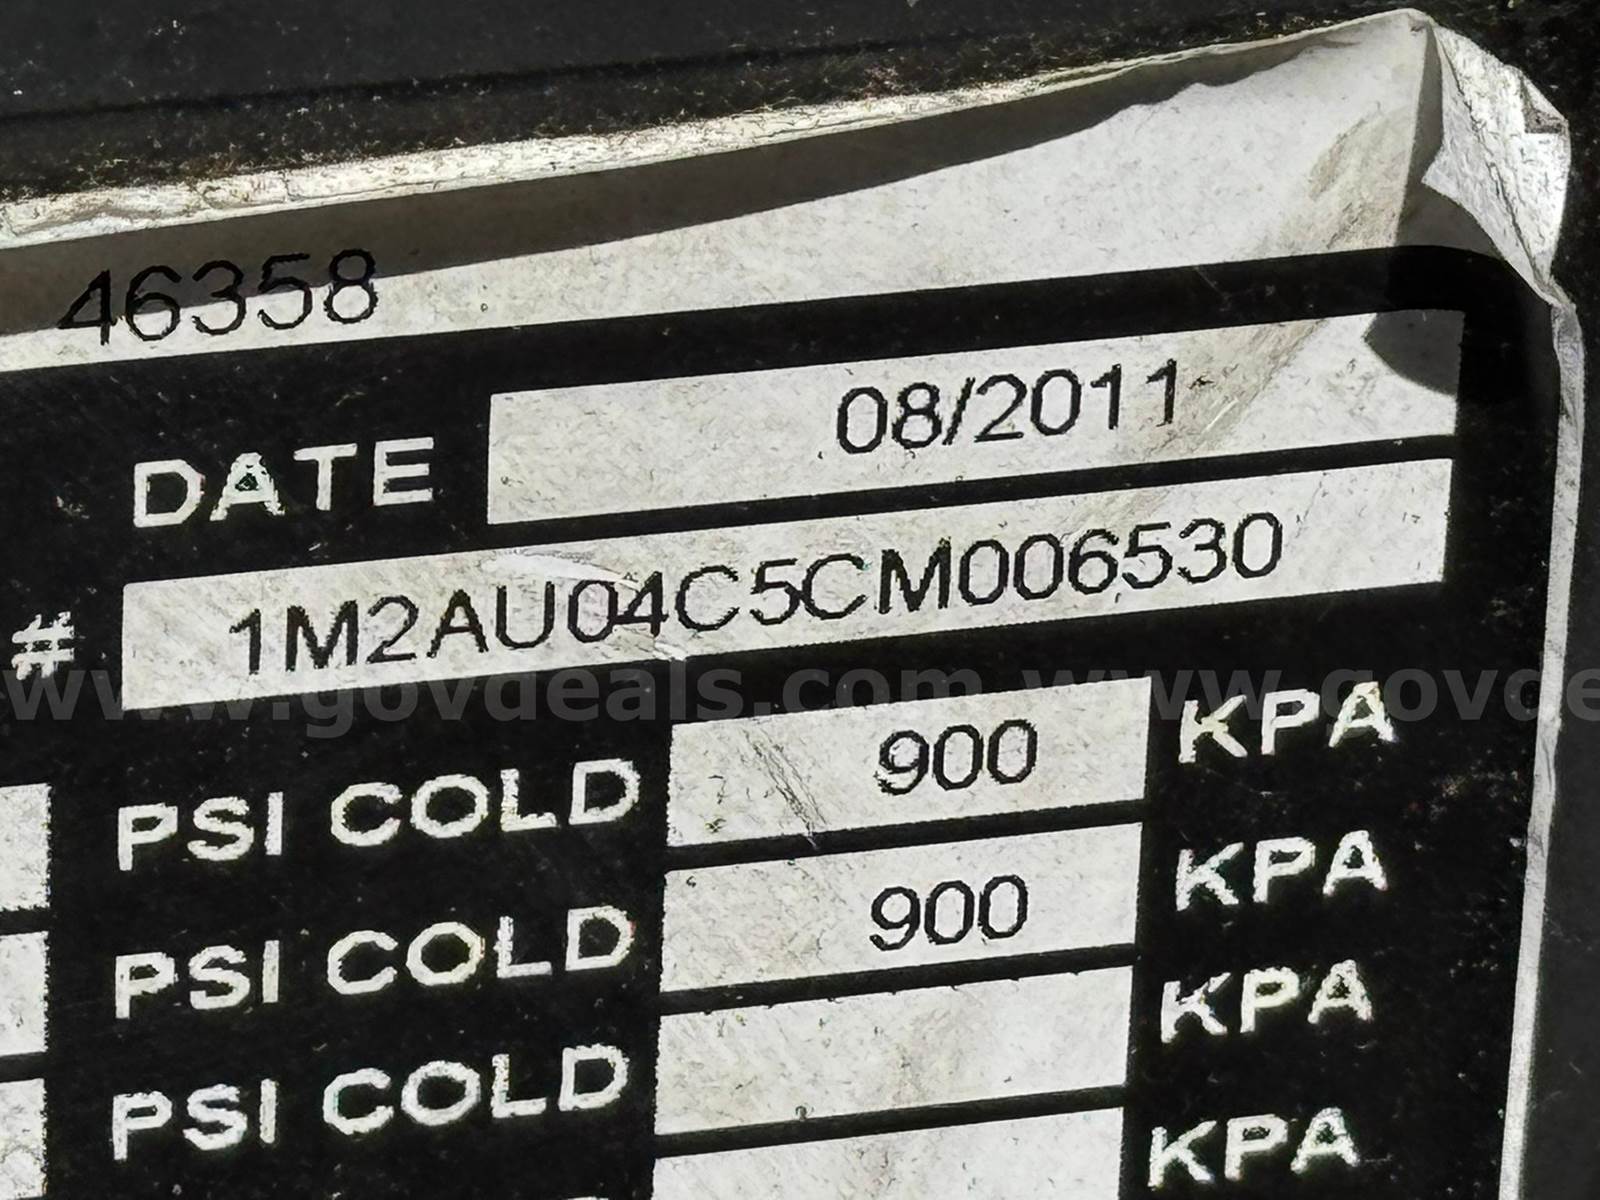 46358
DATE 08/2011
# 1M2AU04C5CM006530
www.govdeals.com www.govde
PSI COLD 900 KPA
PSI COLD 900 KPA
PSI COLD KPA
KPA